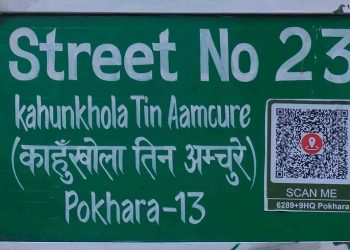 Street No 23
kahunkhola Tin Aamcure
(काहुँखोला तिन अम्चुरे)
Pokhara-13
SCAN ME
6289+9HQ Pokhara